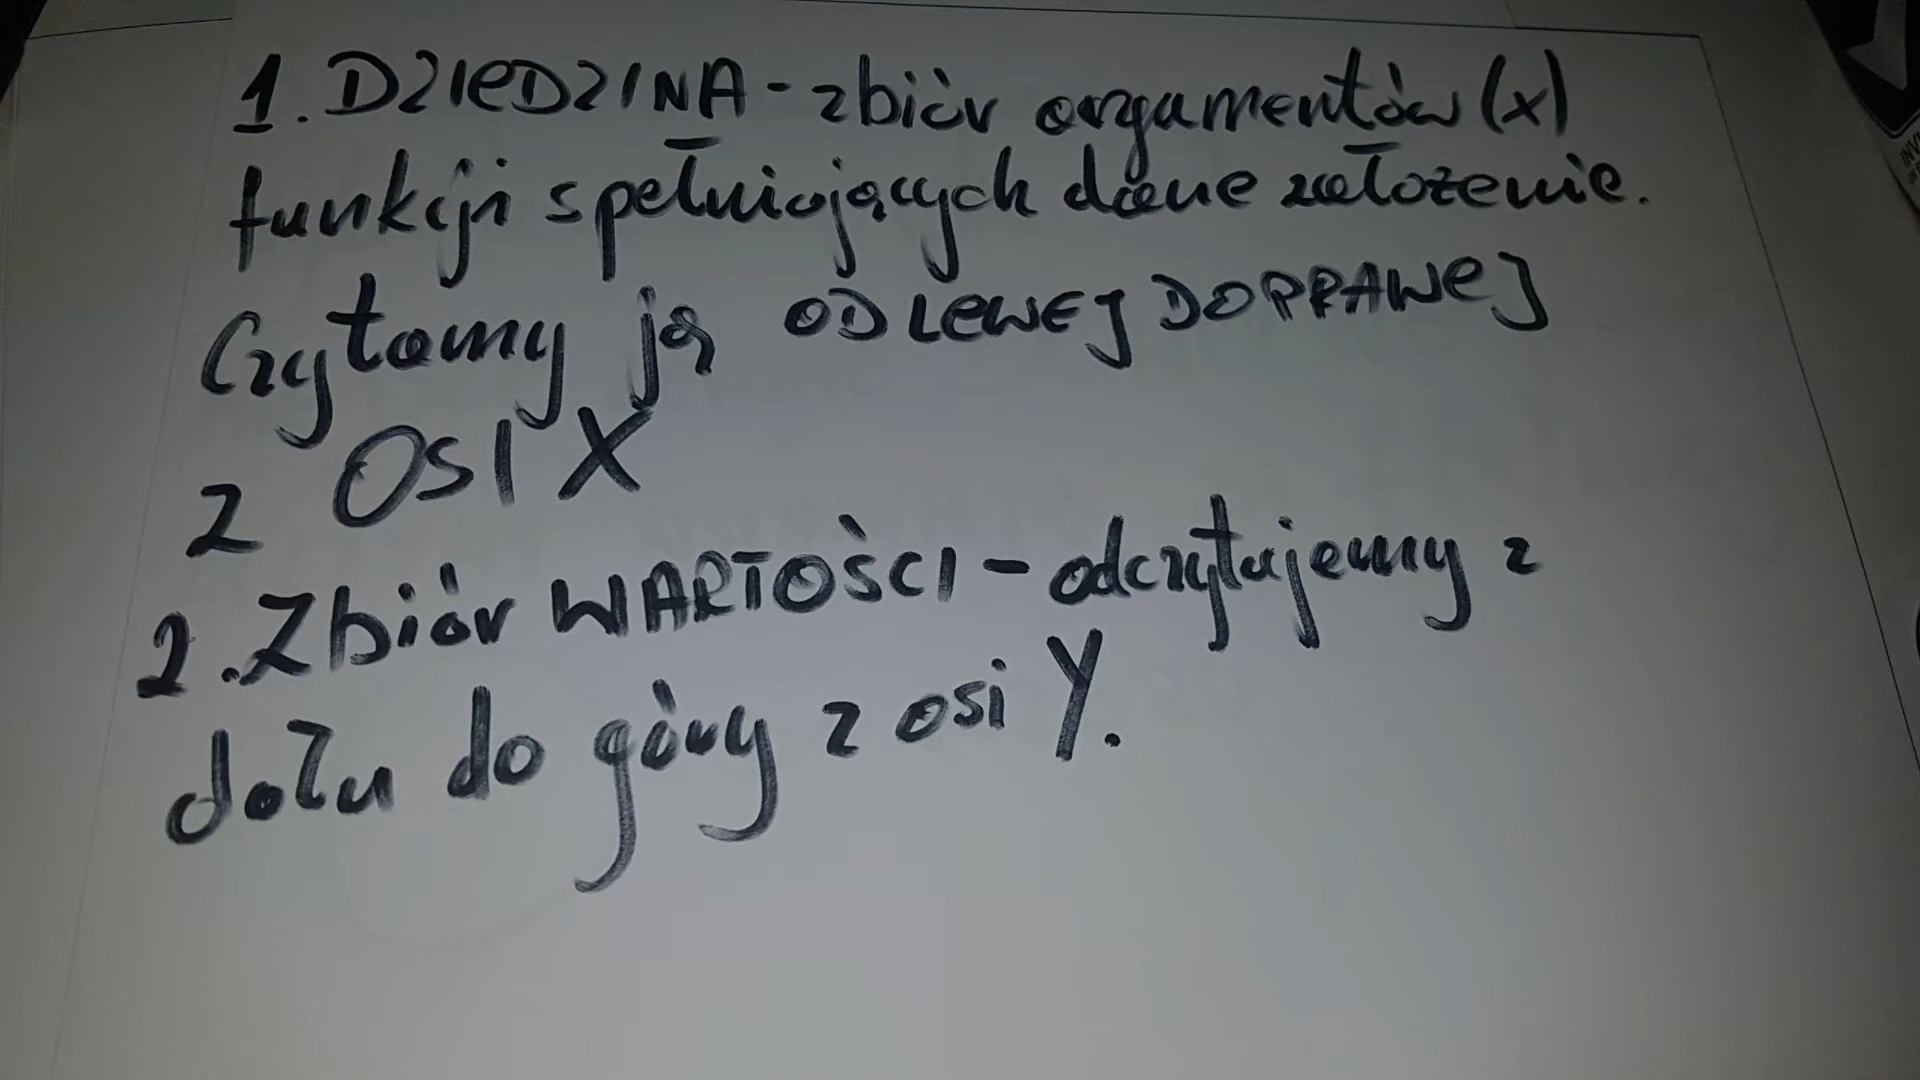 1. DZIEDZINA - zbiór argumentów (x)
funkcji spełniających dane założenie.
Czytamy ją OD LEWEJ DO PRAWEJ
z OSI X
2. Zbiór WARTOŚCI - odczytujemy z
dołu do góry z osi Y.